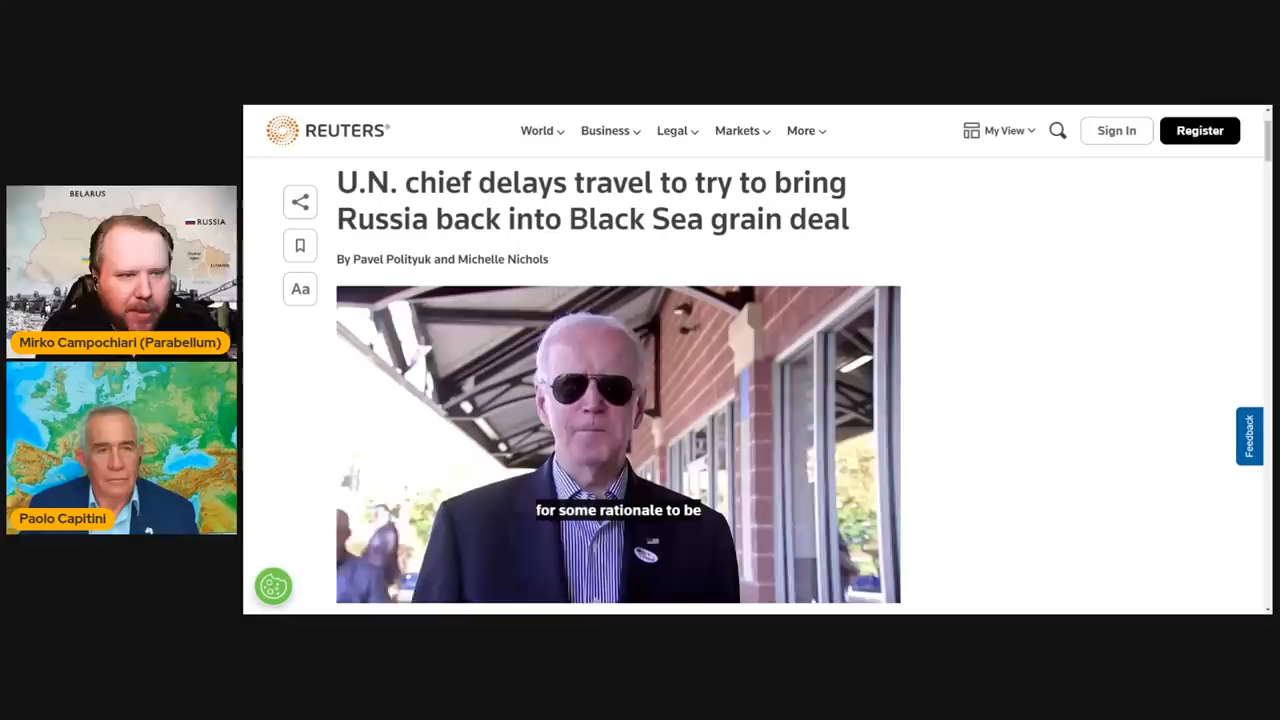 BELARUS
RUSSIA
Mirko Campochiari (Parabellum)
Paolo Capitini
REUTERS®
World
Business
Legal
Markets
More
My View
Sign In
Register
U.N. chief delays travel to try to bring
Russia back into Black Sea grain deal
By Pavel Polityuk and Michelle Nichols
Aa
for some rationale to be
Feedback